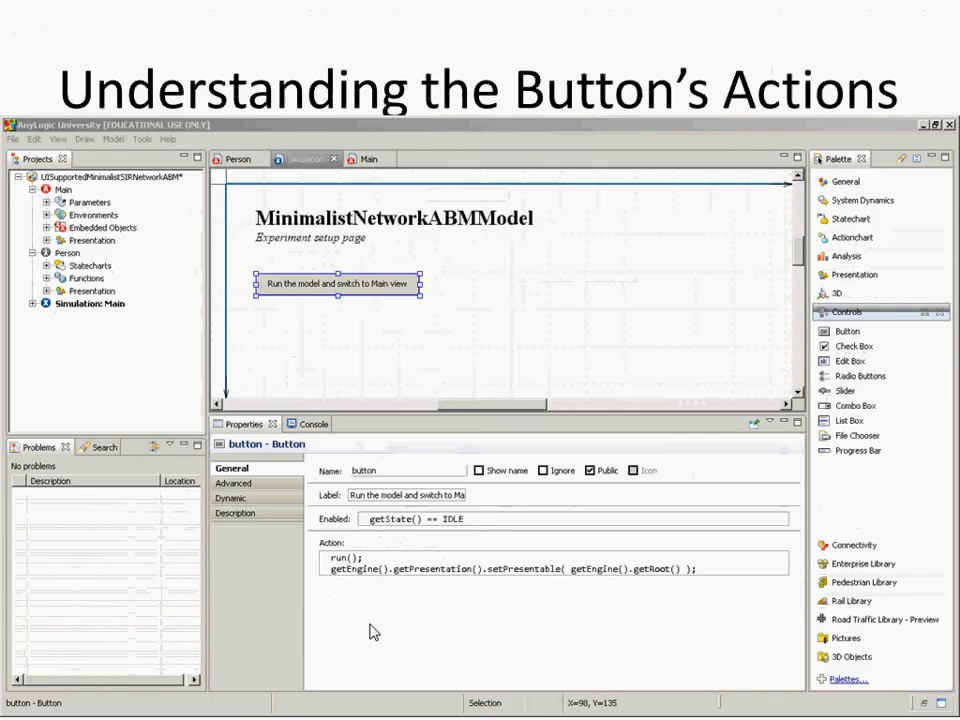 Understanding the Button's Actions
AnyLogic University [EDUCATIONAL USE ONLY]
File Edit View Draw Model Tools Help
Projects
Person
Simulation
Main
Palette
UISupportedMinimalistSIRNetworkABM*
Main
Parameters
Environments
Embedded Objects
Presentation
Person
Statecharts
Functions
Presentation
Simulation: Main
MinimalistNetworkABMModel
Experiment setup page
Run the model and switch to Main view
General
System Dynamics
Statechart
Actionchart
Analysis
Presentation
3D
Controls
Button
Check Box
Edit Box
Radio Buttons
Slider
Combo Box
List Box
File Chooser
Progress Bar
Connectivity
Enterprise Library
Pedestrian Library
Rail Library
Road Traffic Library - Preview
Pictures
3D Objects
Palettes...
Problems
Search
No problems
Description Location
Properties
Console
button - Button
General
Advanced
Dynamic
Description
Name: button Show name Ignore Public Icon
Label: Run the model and switch to Ma
Enabled: getState() == IDLE
Action:
run();
getEngine().getPresentation().setPresentable( getEngine().getRoot() );
button - Button
Selection
X=98, Y=135